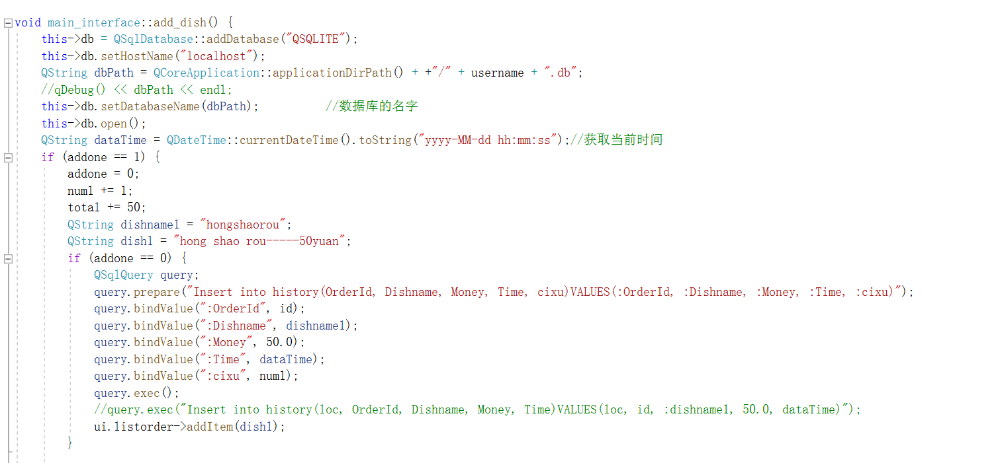 void main_interface::add_dish() {
this->db = QSqlDatabase::addDatabase("QSQLITE");
this->db.setHostName("localhost");
QString dbPath = QCoreApplication::applicationDirPath() + +"/" + username + ".db";
//qDebug() << dbPath << endl;
this->db.setDatabaseName(dbPath);          //数据库的名字
this->db.open();
QString dataTime = QDateTime::currentDateTime().toString("yyyy-MM-dd hh:mm:ss");//获取当前时间
if (addone == 1) {
addone = 0;
num1 += 1;
total += 50;
QString dishname1 = "hongshaorou";
QString dish1 = "hong shao rou-----50yuan";
if (addone == 0) {
QSqlQuery query;
query.prepare("Insert into history(OrderId, Dishname, Money, Time, cixu)VALUES(:OrderId, :Dishname, :Money, :Time, :cixu)");
query.bindValue(":OrderId", id);
query.bindValue(":Dishname", dishname1);
query.bindValue(":Money", 50.0);
query.bindValue(":Time", dataTime);
query.bindValue(":cixu", num1);
query.exec();
//query.exec("Insert into history(loc, OrderId, Dishname, Money, Time)VALUES(loc, id, :dishname1, 50.0, dataTime)");
ui.listorder->addItem(dish1);
}